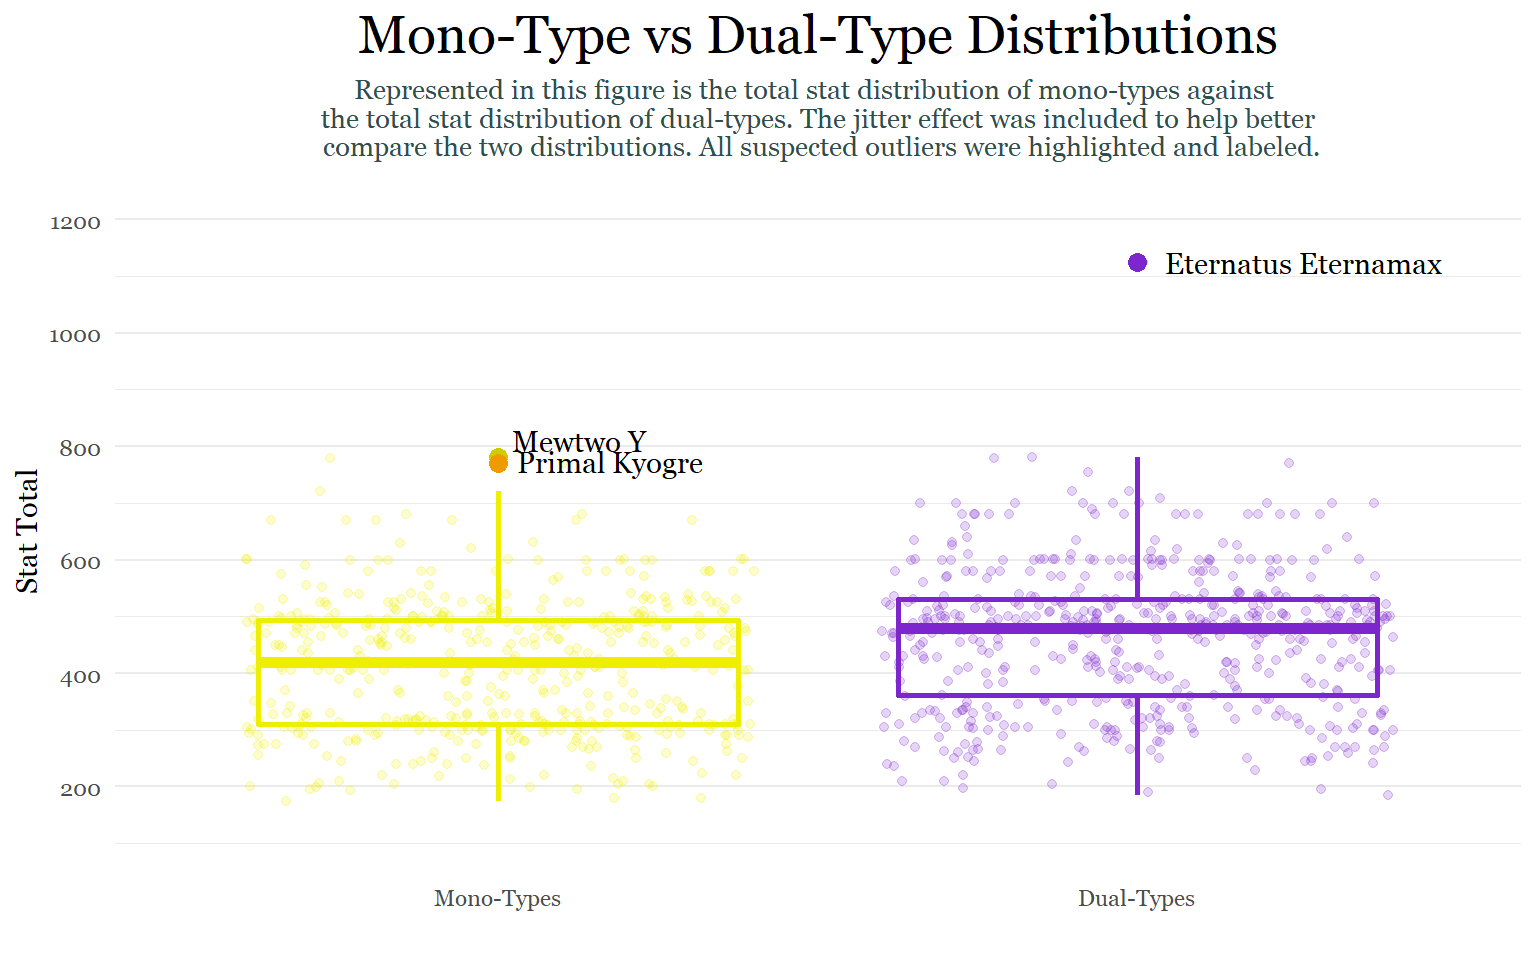 Mono-Type vs Dual-Type Distributions
Represented in this figure is the total stat distribution of mono-types against
the total stat distribution of dual-types. The jitter effect was included to help better
compare the two distributions. All suspected outliers were highlighted and labeled.
1200
Eternatus Eternamax
1000
800
Mewtwo Y
Primal Kyogre
Stat Total
600
400
200
Mono-Types
Dual-Types